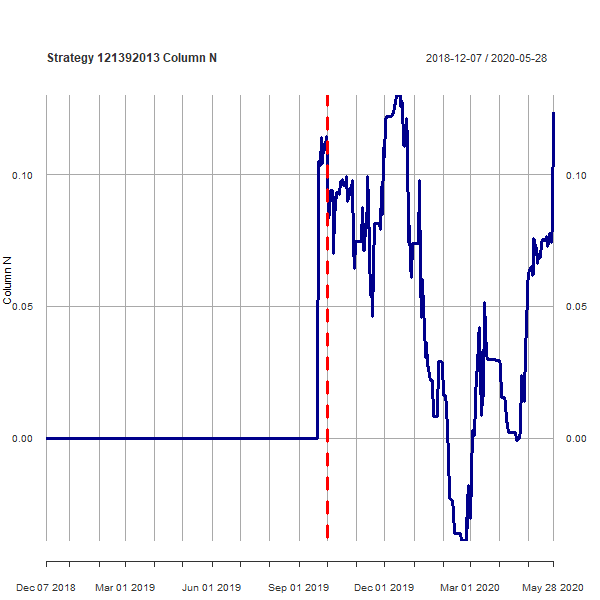 Strategy 121392013 Column N 2018-12-07 / 2020-05-28
0.10 0.10
0.05 0.05
0.00 0.00
Column N
Dec 07 2018 Mar 01 2019 Jun 01 2019 Sep 01 2019 Dec 01 2019 Mar 01 2020 May 28 2020